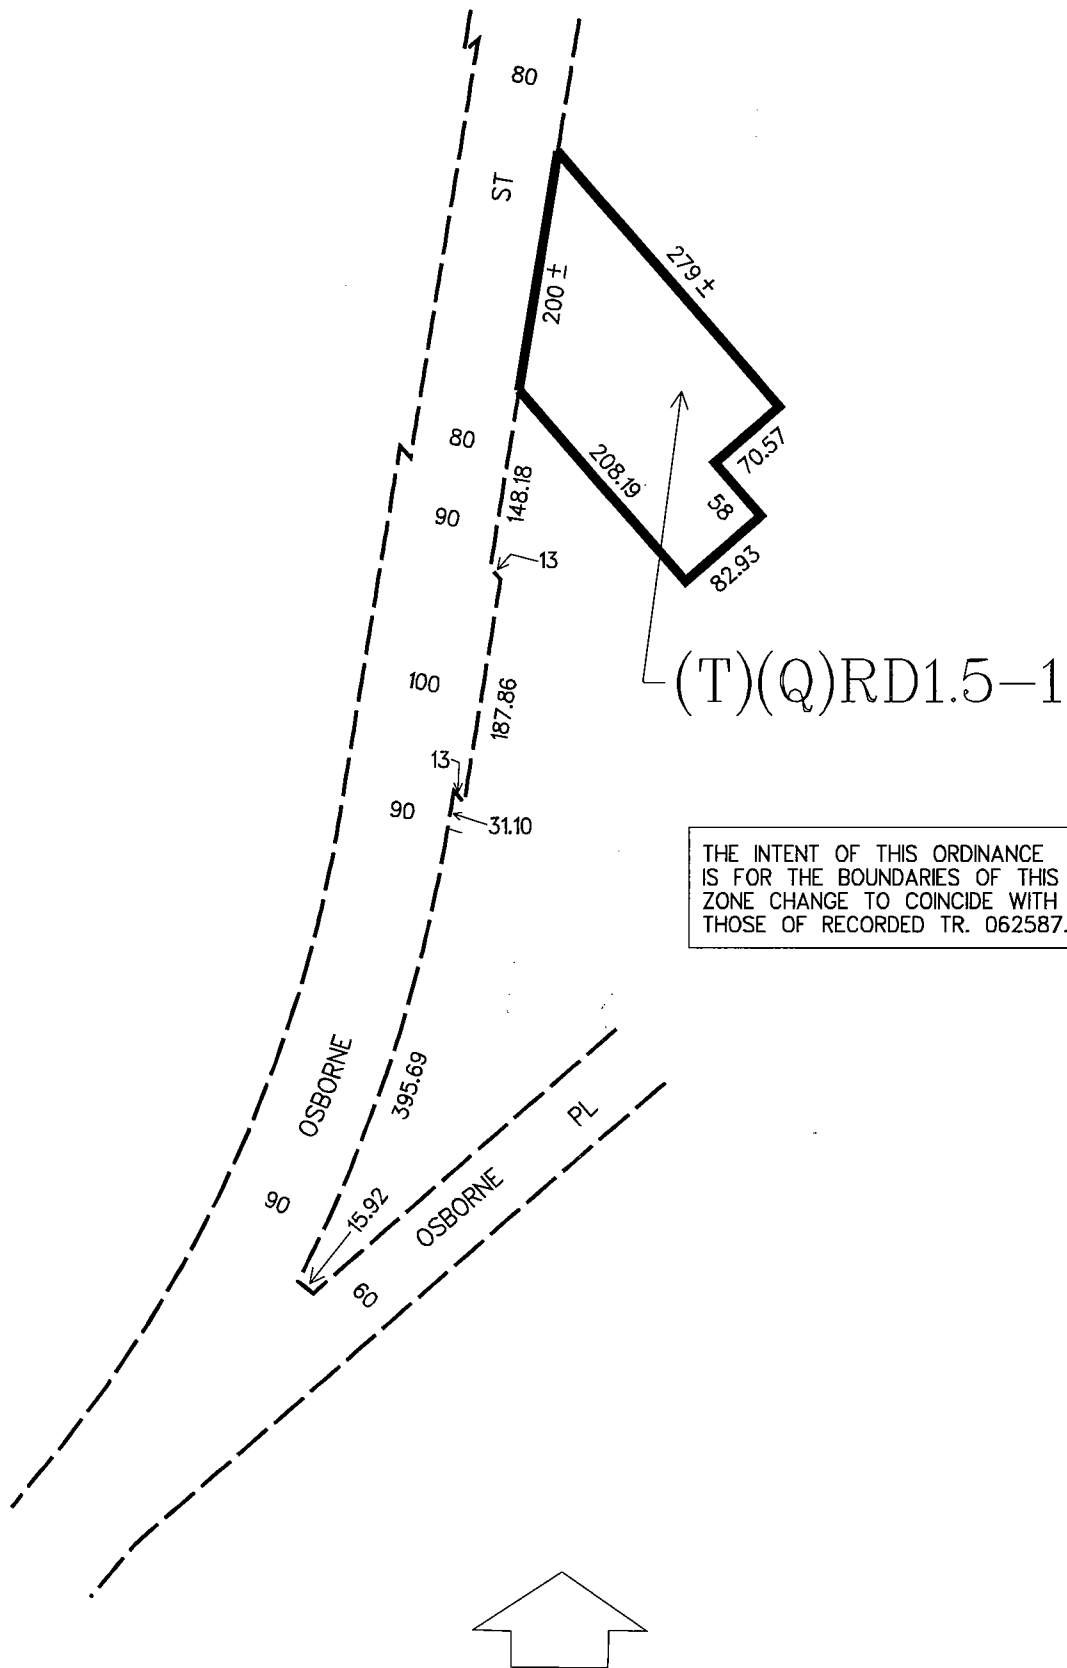 80
ST
200 ±
279 ±
80
208.19
70.57
148.18
58
90
13
82.93
100
(T)(Q)RD1.5-1
187.86
13
90
31.10
THE INTENT OF THIS ORDINANCE
IS FOR THE BOUNDARIES OF THIS
ZONE CHANGE TO COINCIDE WITH
THOSE OF RECORDED TR. 062587.
OSBORNE
395.69
PL
90
15.92
OSBORNE
60